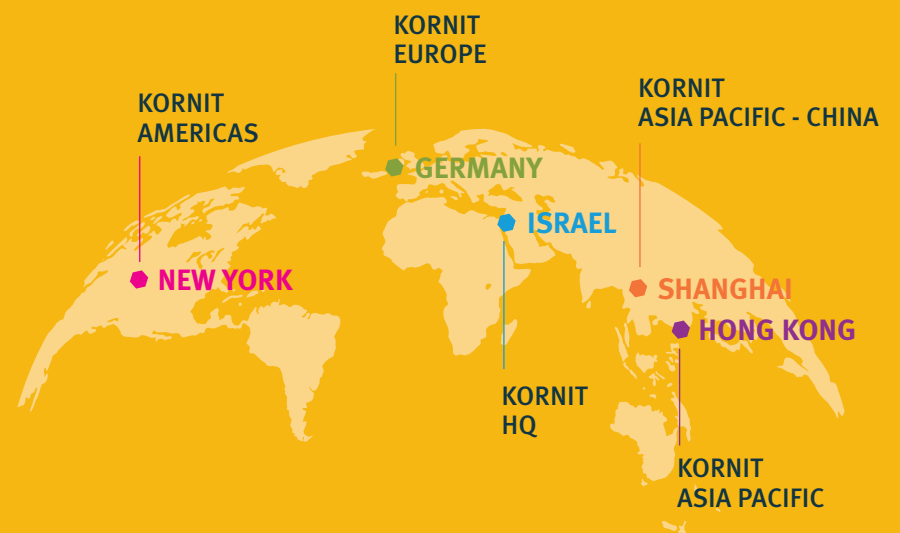 KORNIT
EUROPE
KORNIT
ASIA PACIFIC - CHINA
KORNIT
AMERICAS
GERMANY
ISRAEL
NEW YORK
SHANGHAI
HONG KONG
KORNIT
HQ
KORNIT
ASIA PACIFIC